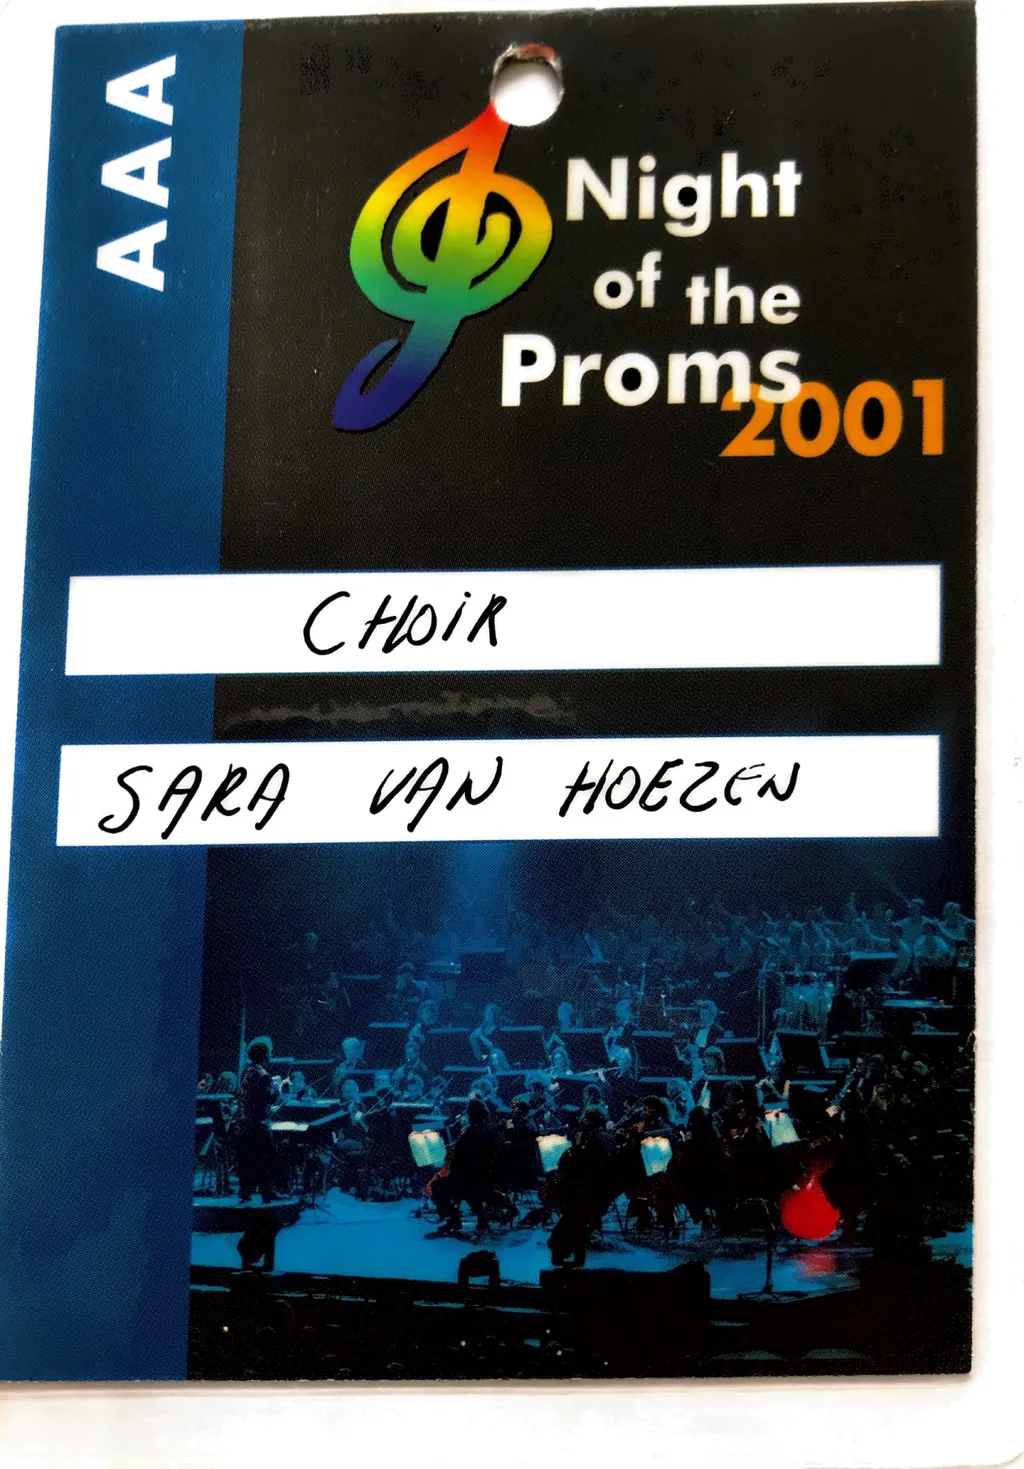 AAA
Night
of the
Proms
2001
CHOIR
SARA VAN HOEZEN